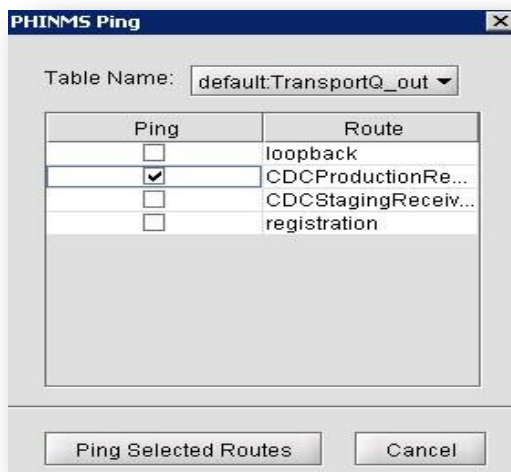 PHINMS Ping
Table Name: default:TransportQ_out
Ping Route
loopback
CDCProductionRe...
CDCStagingReceiv...
registration
Ping Selected Routes Cancel